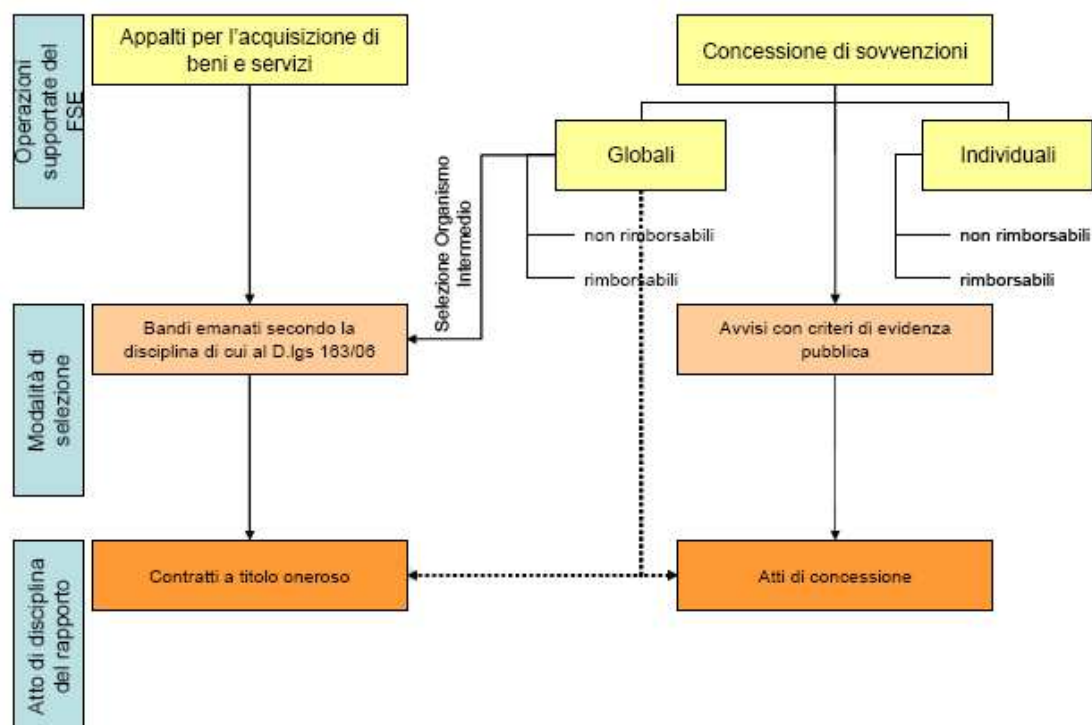 Operazioni
supportate del
FSE
Appalti per l'acquisizione di
beni e servizi
Concessione di sovvenzioni
Globali
Individuali
non rimborsabili
rimborsabili
non rimborsabili
rimborsabili
Selezione Organismo
Intermedio
Modalità di
selezione
Bandi emanati secondo la
disciplina di cui al D.lgs 163/06
Avvisi con criteri di evidenza
pubblica
Atto di disciplina
del rapporto
Contratti a titolo oneroso
Atti di concessione